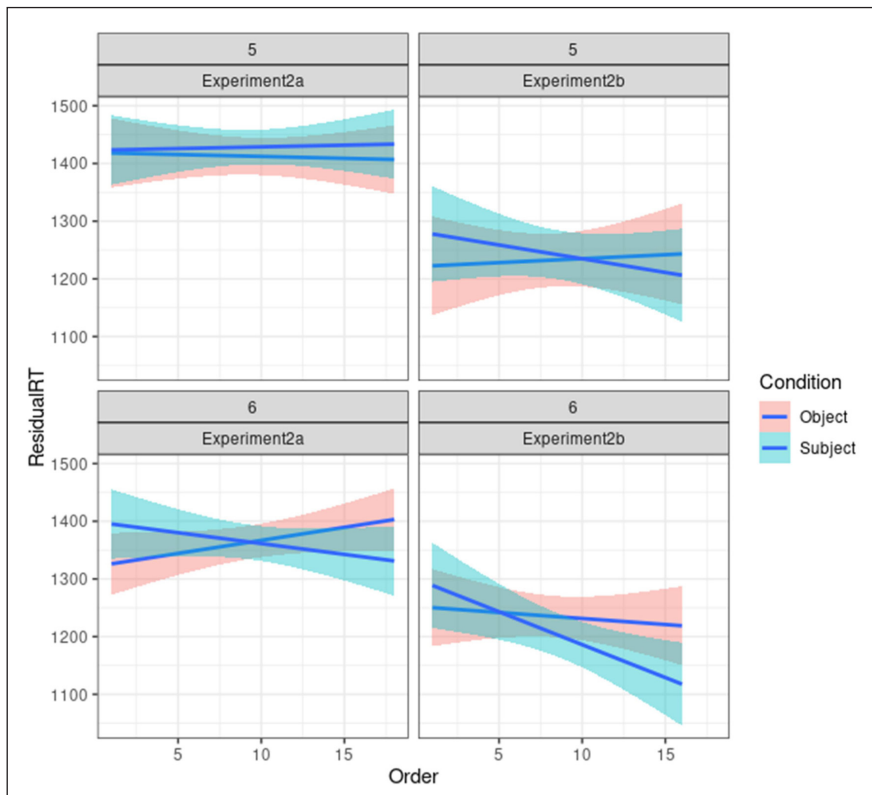 5
5
Experiment2a
Experiment2b
1500
1400
1300
1200
1100
6
6
Experiment2a
Experiment2b
1500
1400
1300
1200
1100
5
10
15
5
10
15
Order
ResidualRT
Condition
Object
Subject